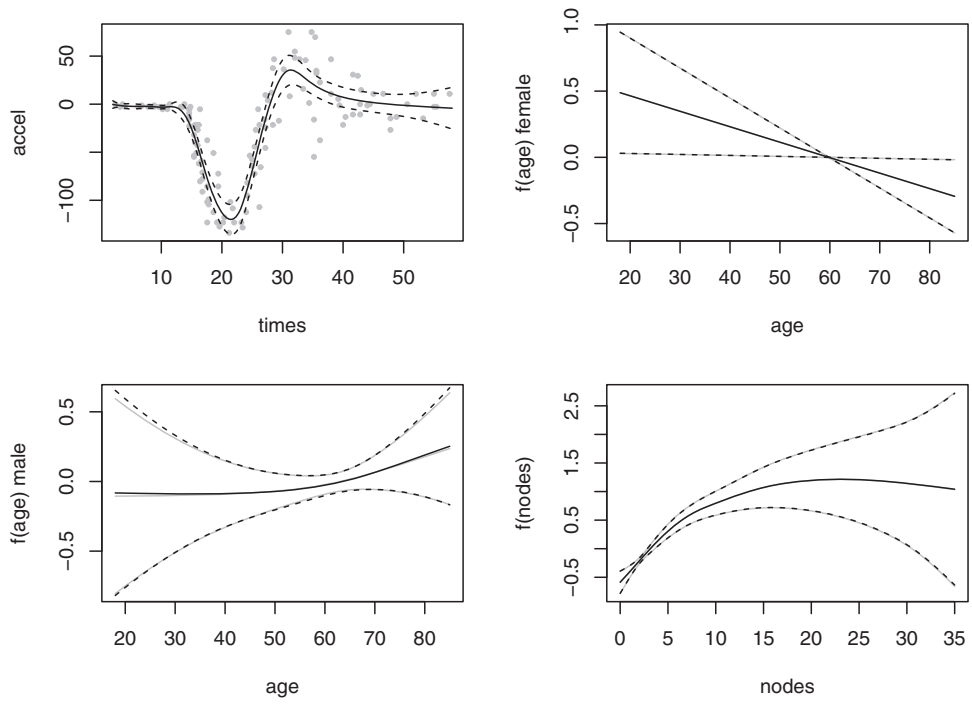 accel
50
0
−100
10 20 30 40 50
times
f(age) female
1.0
0.5
0.0
−0.5
20 30 40 50 60 70 80
age
f(age) male
0.5
0.0
−0.5
20 30 40 50 60 70 80
age
f(nodes)
2.5
1.5
0.5
−0.5
0 5 10 15 20 25 30 35
nodes